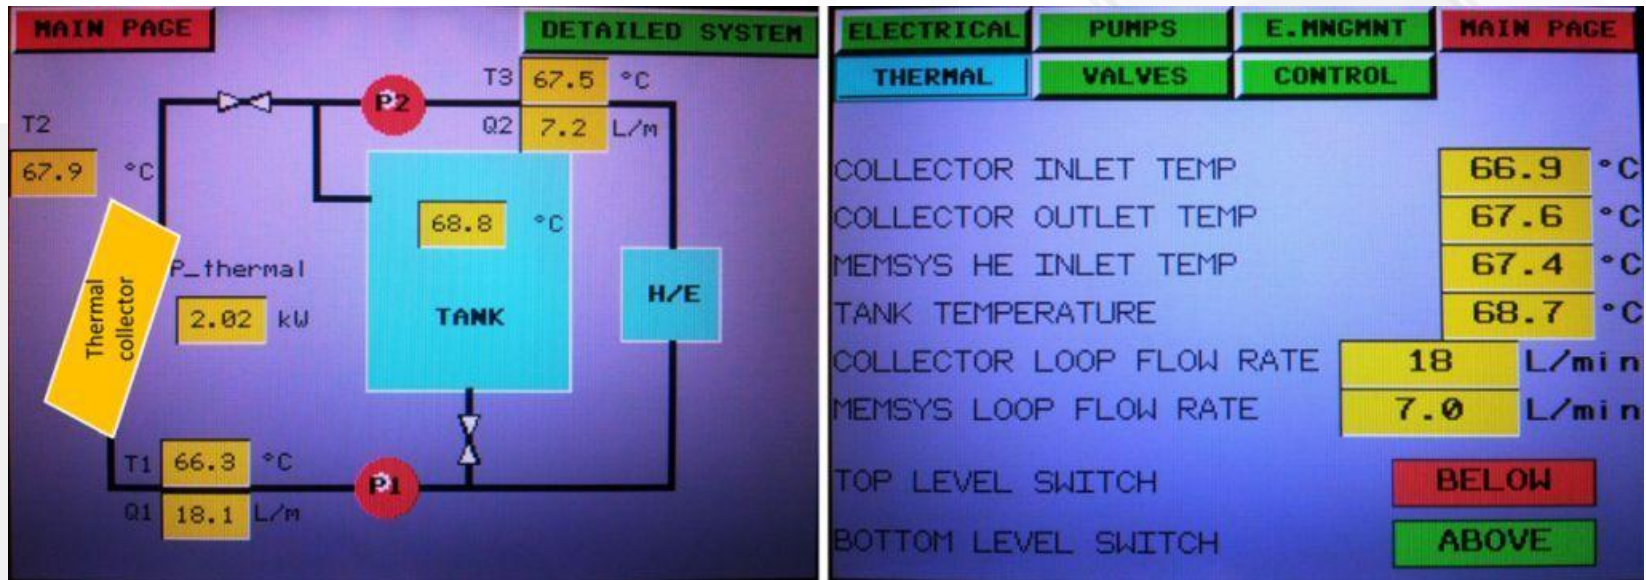 MAIN PAGE
DETAILED SYSTEM
T3 67.5 °C
P2
Q2 7.2 L/m
T2
67.9 °C
68.8 °C
P_thermal
2.02 kW
TANK
H/E
Thermal
collector
T1 66.3 °C
P1
Q1 18.1 L/m
ELECTRICAL PUMPS E.MNGMNT MAIN PAGE
THERMAL VALVES CONTROL
COLLECTOR INLET TEMP 66.9 °C
COLLECTOR OUTLET TEMP 67.6 °C
MEMSYS HE INLET TEMP 67.4 °C
TANK TEMPERATURE 68.7 °C
COLLECTOR LOOP FLOW RATE 18 L/min
MEMSYS LOOP FLOW RATE 7.0 L/min
TOP LEVEL SWITCH BELOW
BOTTOM LEVEL SWITCH ABOVE